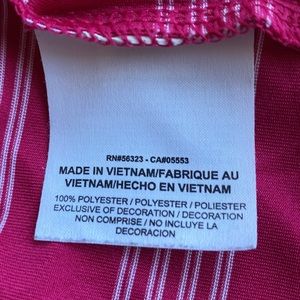 RN#56323 - CA#05553
MADE IN VIETNAM/FABRIQUE AU
VIETNAM/HECHO EN VIETNAM
100% POLYESTER / POLYESTER / POLIESTER
EXCLUSIVE OF DECORATION / DECORATION
NON COMPRISE / NO INCLUYE LA
DECORACION